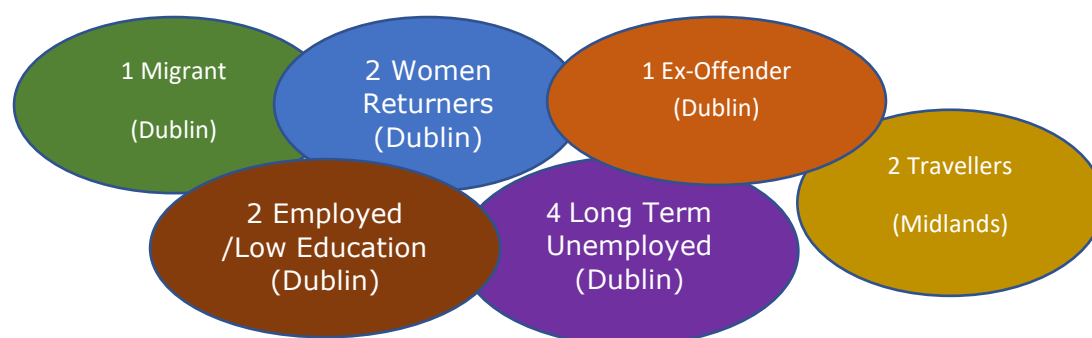 1 Migrant
(Dublin)
2 Women
Returners
(Dublin)
1 Ex-Offender
(Dublin)
2 Travellers
(Midlands)
2 Employed
/Low Education
(Dublin)
4 Long Term
Unemployed
(Dublin)